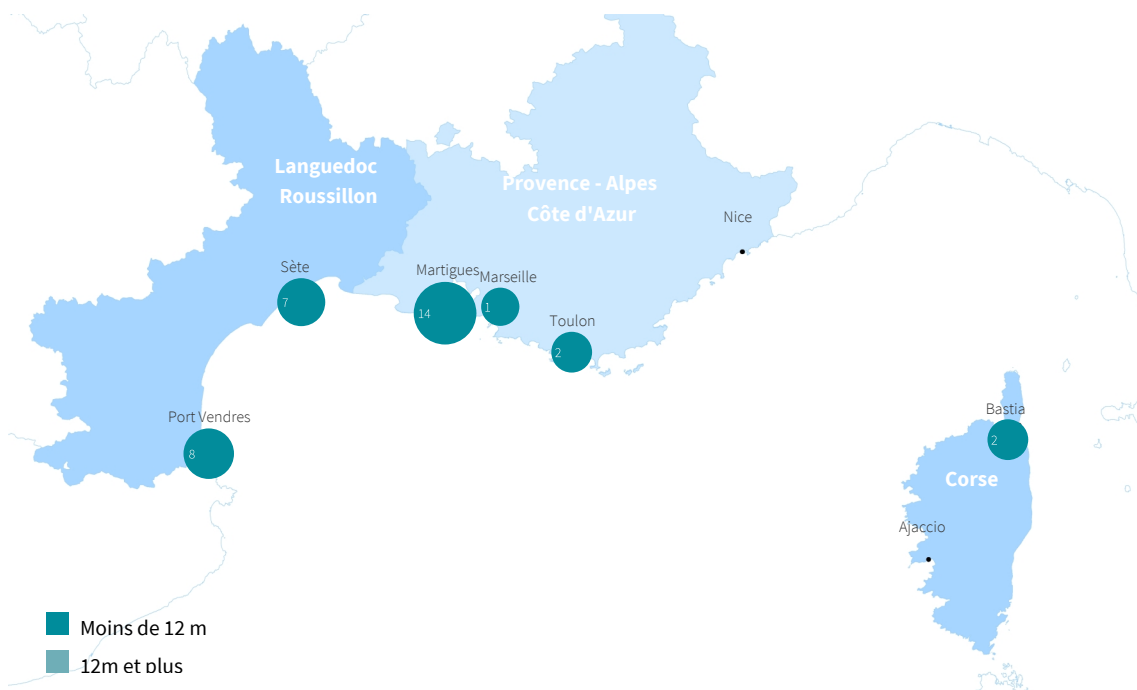 Languedoc
Roussillon
Provence - Alpes
Côte d'Azur
Nice
Sète
7
Martigues
14
Marseille
1
Toulon
2
Port Vendres
8
Bastia
2
Corse
Ajaccio
Moins de 12 m
12m et plus